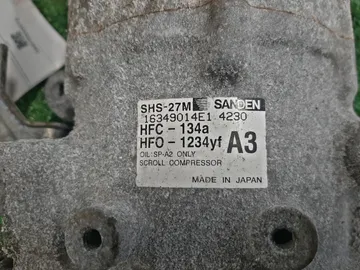 SHS-27M SANDEN
16349014E1 4230
HFC - 134a
HFO - 1234yf A3
OIL:SP-A2 ONLY
SCROLL COMPRESSOR
MADE IN JAPAN